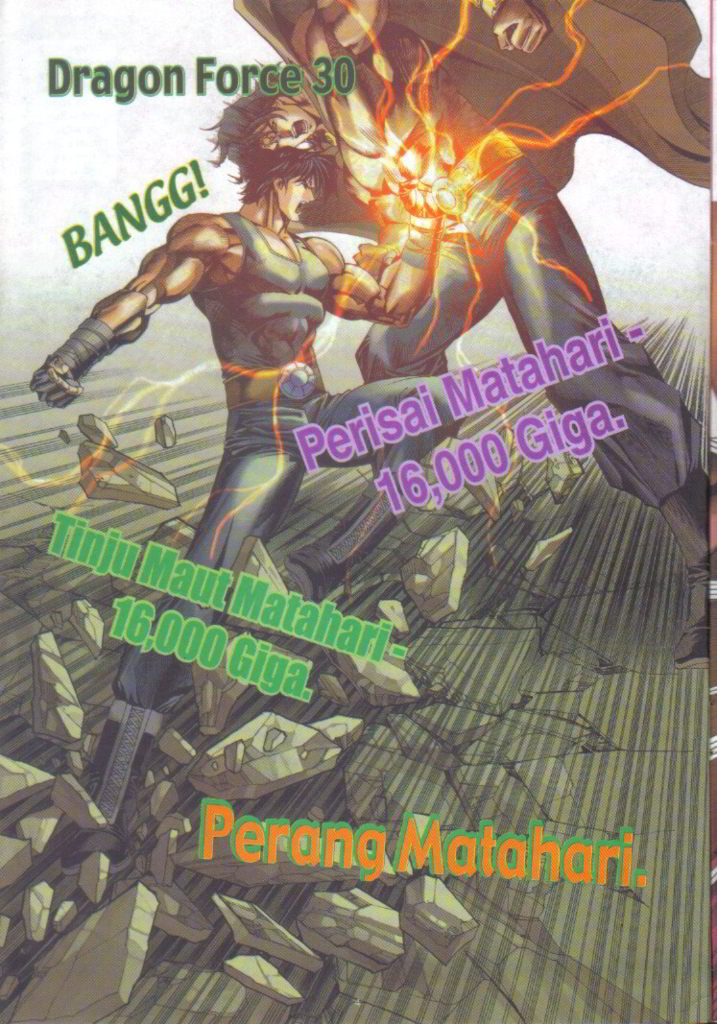 Dragon Force 30
BANGG!
Perisai Matahari -
16,000 Giga.
Tinju Maut Matahari -
16,000 Giga.
Perang Matahari.